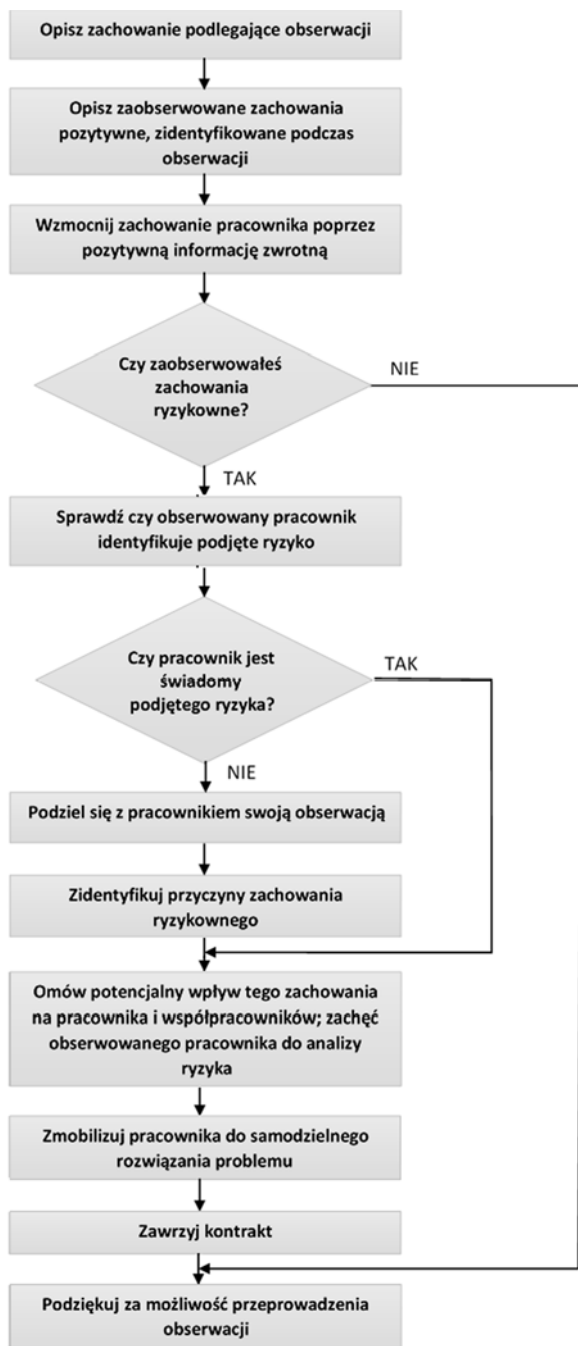 Opisz zachowanie podlegające obserwacji
Opisz zaobserwowane zachowania
pozytywne, zidentyfikowane podczas
obserwacji
Wzmocnij zachowanie pracownika poprzez
pozytywną informację zwrotną
Czy zaobserwowałeś
zachowania
ryzykowne?
NIE
TAK
Sprawdź czy obserwowany pracownik
identyfikuje podjęte ryzyko
Czy pracownik jest
świadomy
podjętego ryzyka?
TAK
NIE
Podziel się z pracownikiem swoją obserwacją
Zidentyfikuj przyczyny zachowania
ryzykownego
Omów potencjalny wpływ tego zachowania
na pracownika i współpracowników; zachęć
obserwowanego pracownika do analizy
ryzyka
Zmobilizuj pracownika do samodzielnego
rozwiązania problemu
Zawrzyj kontrakt
Podziękuj za możliwość przeprowadzenia
obserwacji